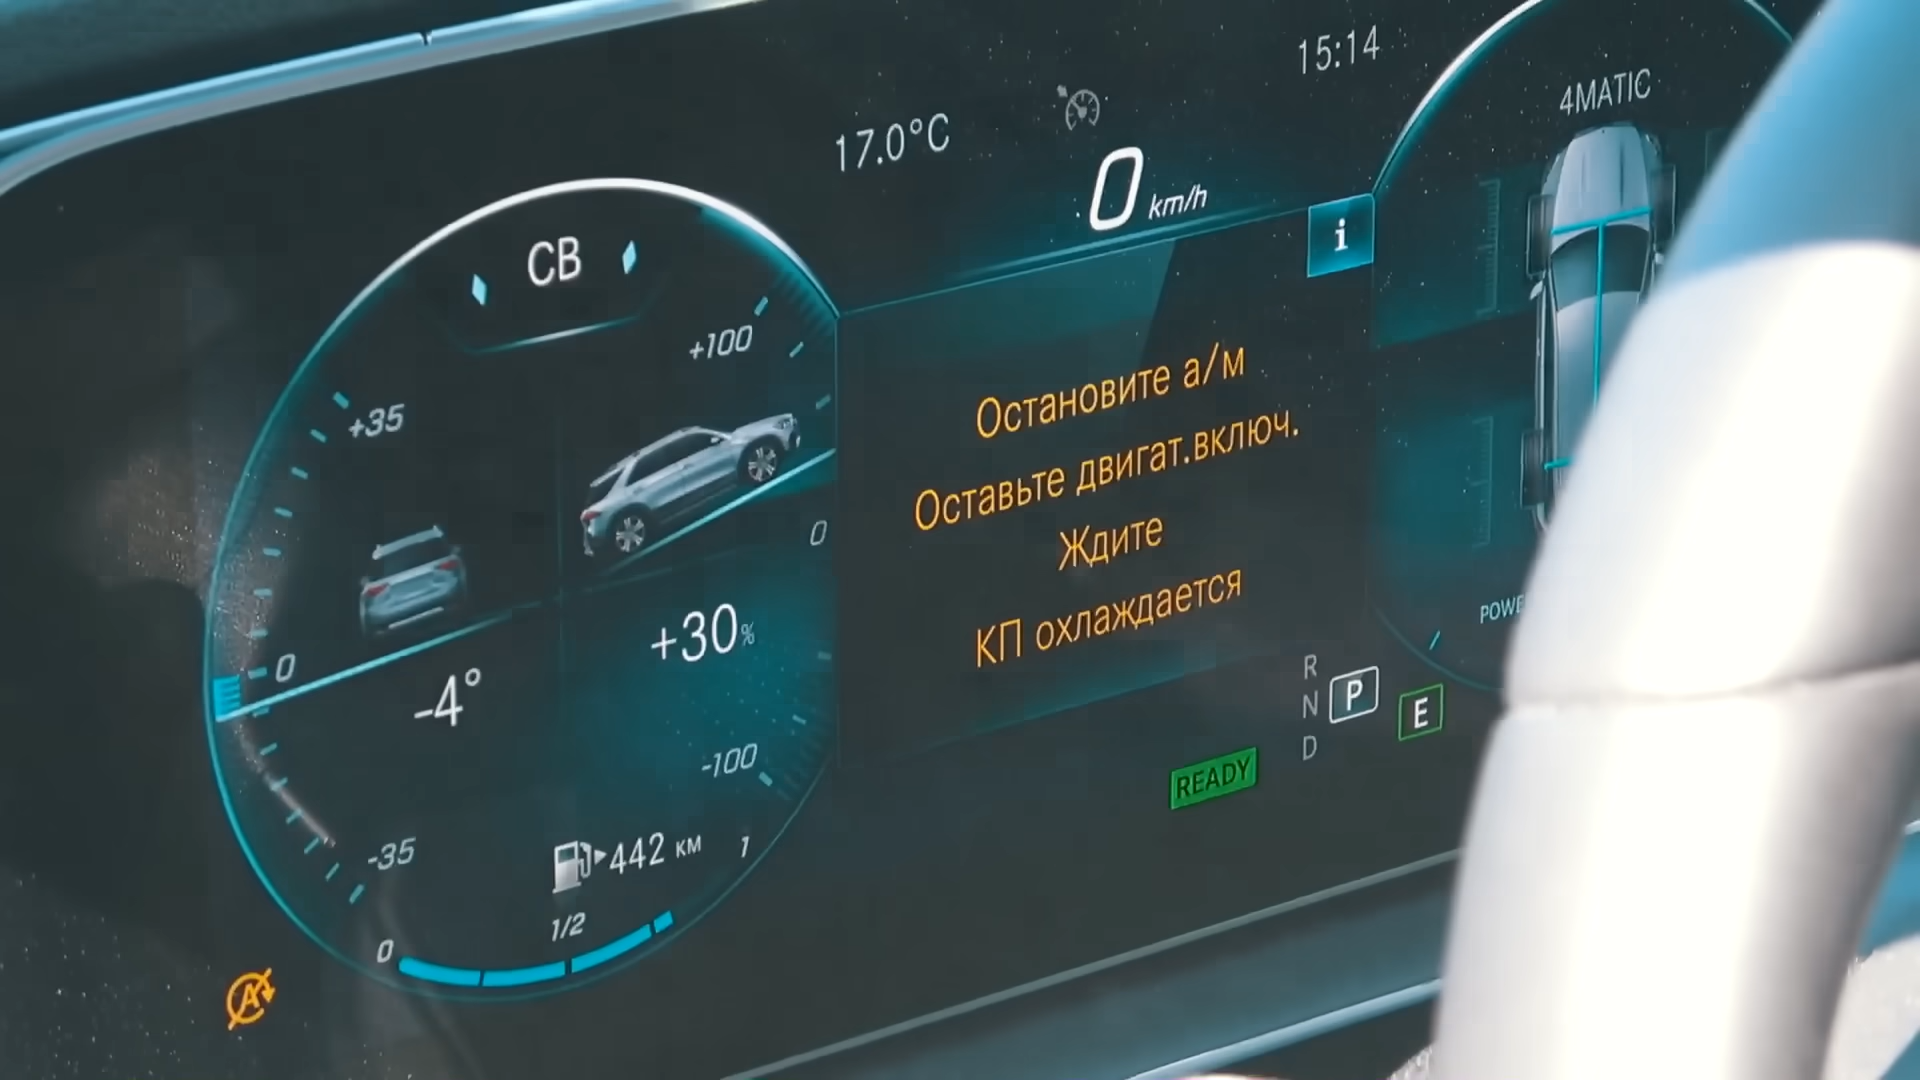 15:14
17.0°C
4MATIC
0 km/h
i
СВ
+100
+35
0
0
-4°
+30%
-100
-35
Остановите а/м
Оставьте двигат.включ.
Ждите
КП охлаждается
R
N
D
P
E
READY
442 км
0
1/2
1
A